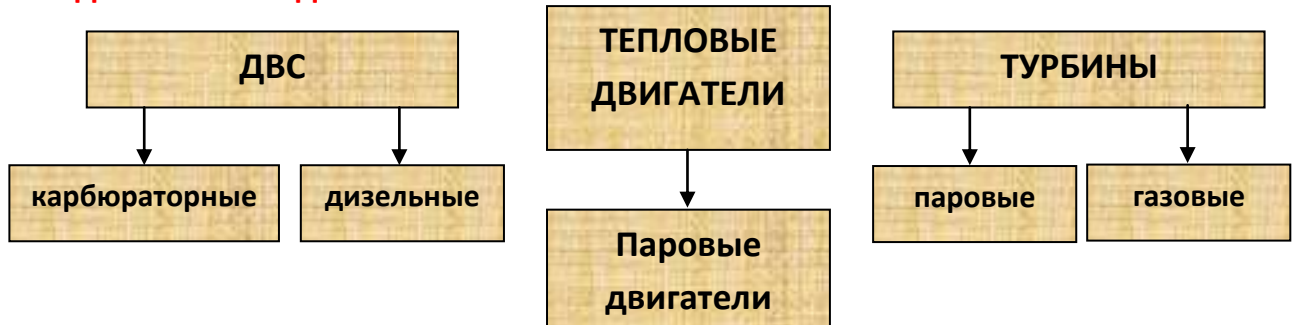 ДВС
ТЕПЛОВЫЕ
ДВИГАТЕЛИ
ТУРБИНЫ
карбюраторные
дизельные
Паровые
двигатели
паровые
газовые